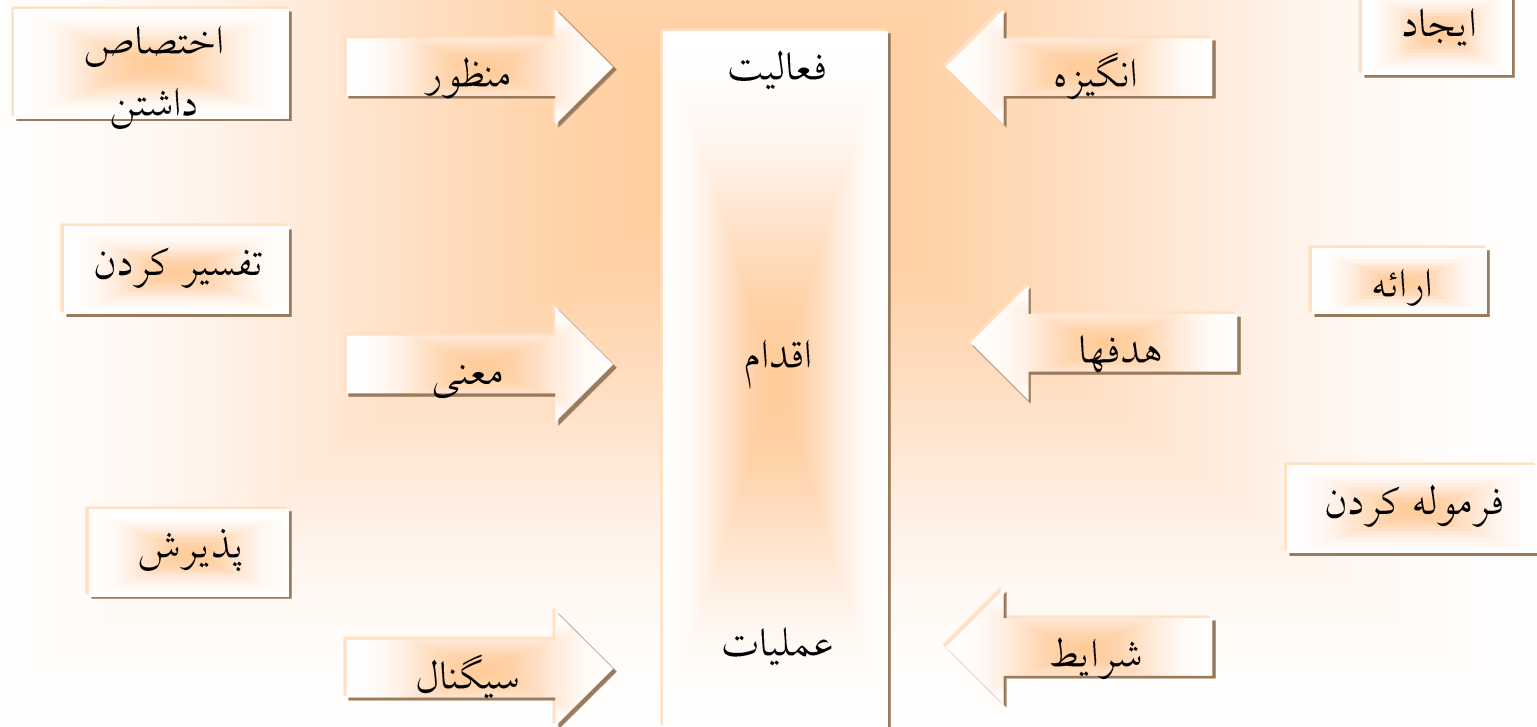 ایجاد
انگیزه
فعالیت
منظور
اختصاص
داشتن
ارائه
هدفها
اقدام
معنی
تفسیر کردن
فرموله کردن
شرایط
عملیات
سیگنال
پذیرش